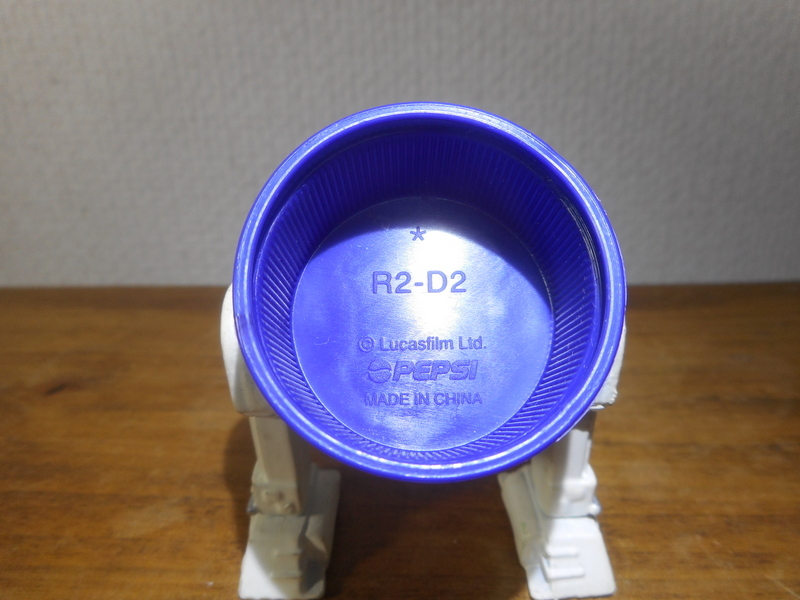 *
R2-D2
© Lucasfilm Ltd.
PEPSI
MADE IN CHINA